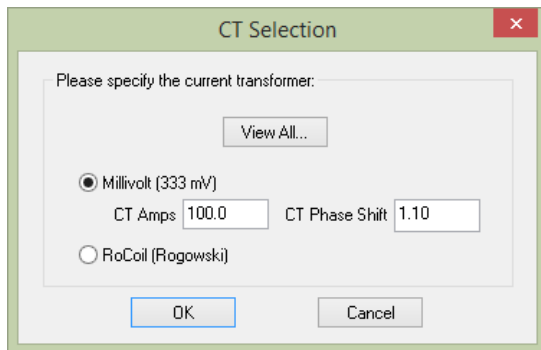 CT Selection
Please specify the current transformer:
View All...
Millivolt (333 mV)
CT Amps 100.0 CT Phase Shift 1.10
RoCoil (Rogowski)
OK Cancel